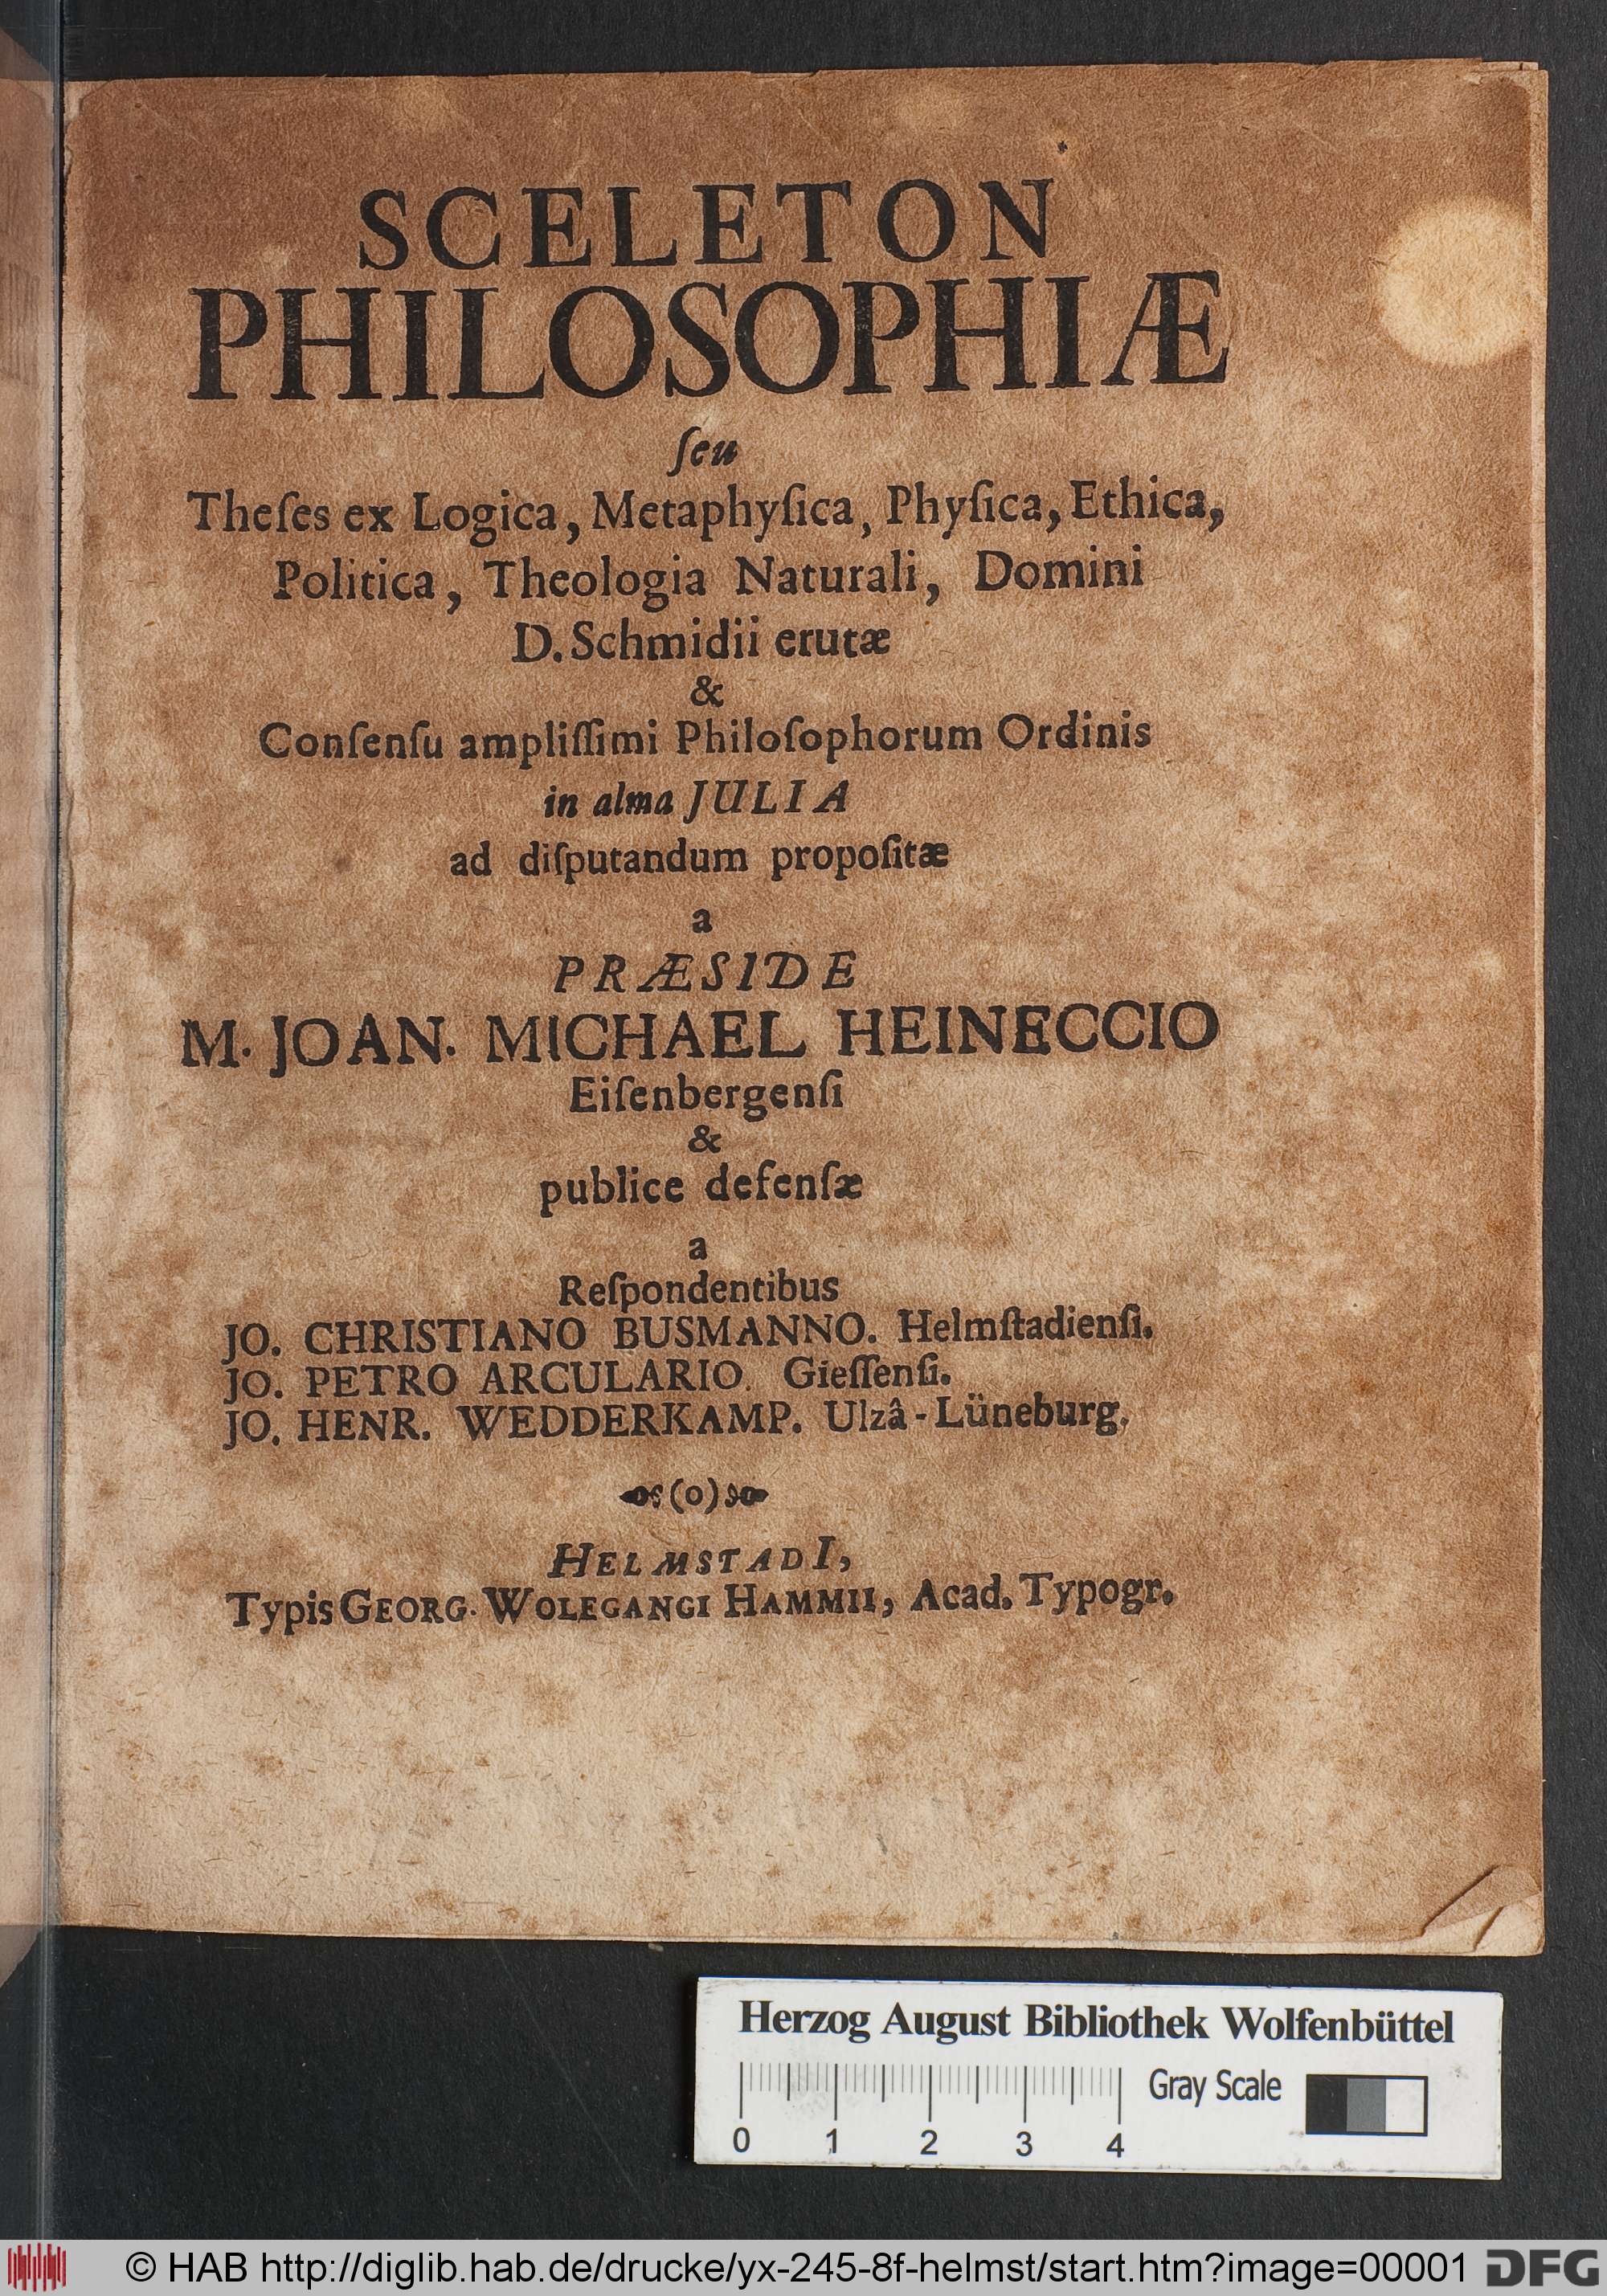 SCELETON
PHILOSOPHIÆ
ſeu
Theſes ex Logica, Metaphyſica, Phyſica, Ethica,
Politica, Theologia Naturali, Domini
D. Schmidii erutæ
&
Conſenſu ampliſſimi Philoſophorum Ordinis
in alma JULIA
ad diſputandum propoſitæ
a
PRÆSIDE
M. JOAN. MICHAEL HEINECCIO
Eiſenbergenſi
&
publice defenſæ
a
Reſpondentibus
JO. CHRISTIANO BUSMANNO. Helmſtadienſi.
JO. PETRO ARCULARIO. Gieſſenſi.
JO. HENR. WEDDERKAMP. Ulzâ-Lüneburg.
(o)
HELMSTADI,
Typis GEORG. WOLEGANGI HAMMII, Acad. Typogr.
Herzog August Bibliothek Wolfenbüttel
Gray Scale
0 1 2 3 4
© HAB http://diglib.hab.de/drucke/yx-245-8f-helmst/start.htm?image=00001 DFG